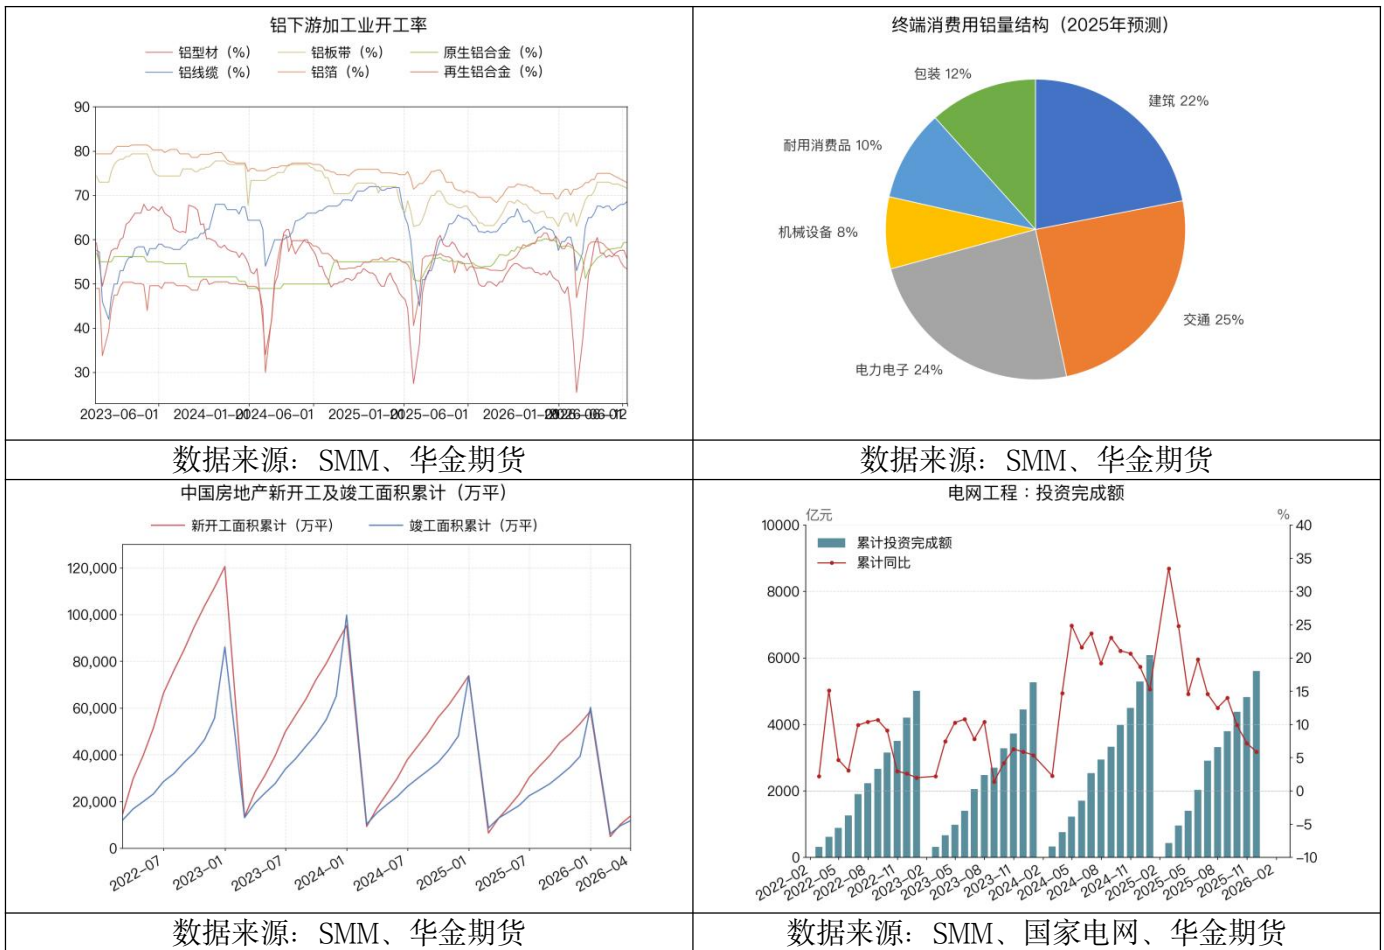 铝下游加工业开工率
铝型材（%） 铝板带（%） 原生铝合金（%）
铝线缆（%） 铝箔（%） 再生铝合金（%）
90
80
70
60
50
40
30
2023-06-01 2024-01-01 2024-06-01 2025-01-01 2025-06-01 2026-01-01
数据来源：SMM、华金期货
终端消费用铝量结构（2025年预测）
包装 12%
建筑 22%
耐用消费品 10%
机械设备 8%
交通 25%
电力电子 24%
数据来源：SMM、华金期货
中国房地产新开工及竣工面积累计（万平）
新开工面积累计（万平） 竣工面积累计（万平）
120,000
100,000
80,000
60,000
40,000
20,000
0
2022-07 2023-01 2023-07 2024-01 2024-07 2025-01 2025-07 2026-01 2026-04
数据来源：SMM、华金期货
电网工程：投资完成额
亿元 %
累计投资完成额
累计同比
10000
8000
6000
4000
2000
0
40
35
30
25
20
15
10
5
0
-5
-10
2022-02 2022-05 2022-08 2022-11 2023-02 2023-05 2023-08 2023-11 2024-02 2024-05 2024-08 2024-11 2025-02 2025-05 2025-08 2025-11 2026-02
数据来源：SMM、国家电网、华金期货